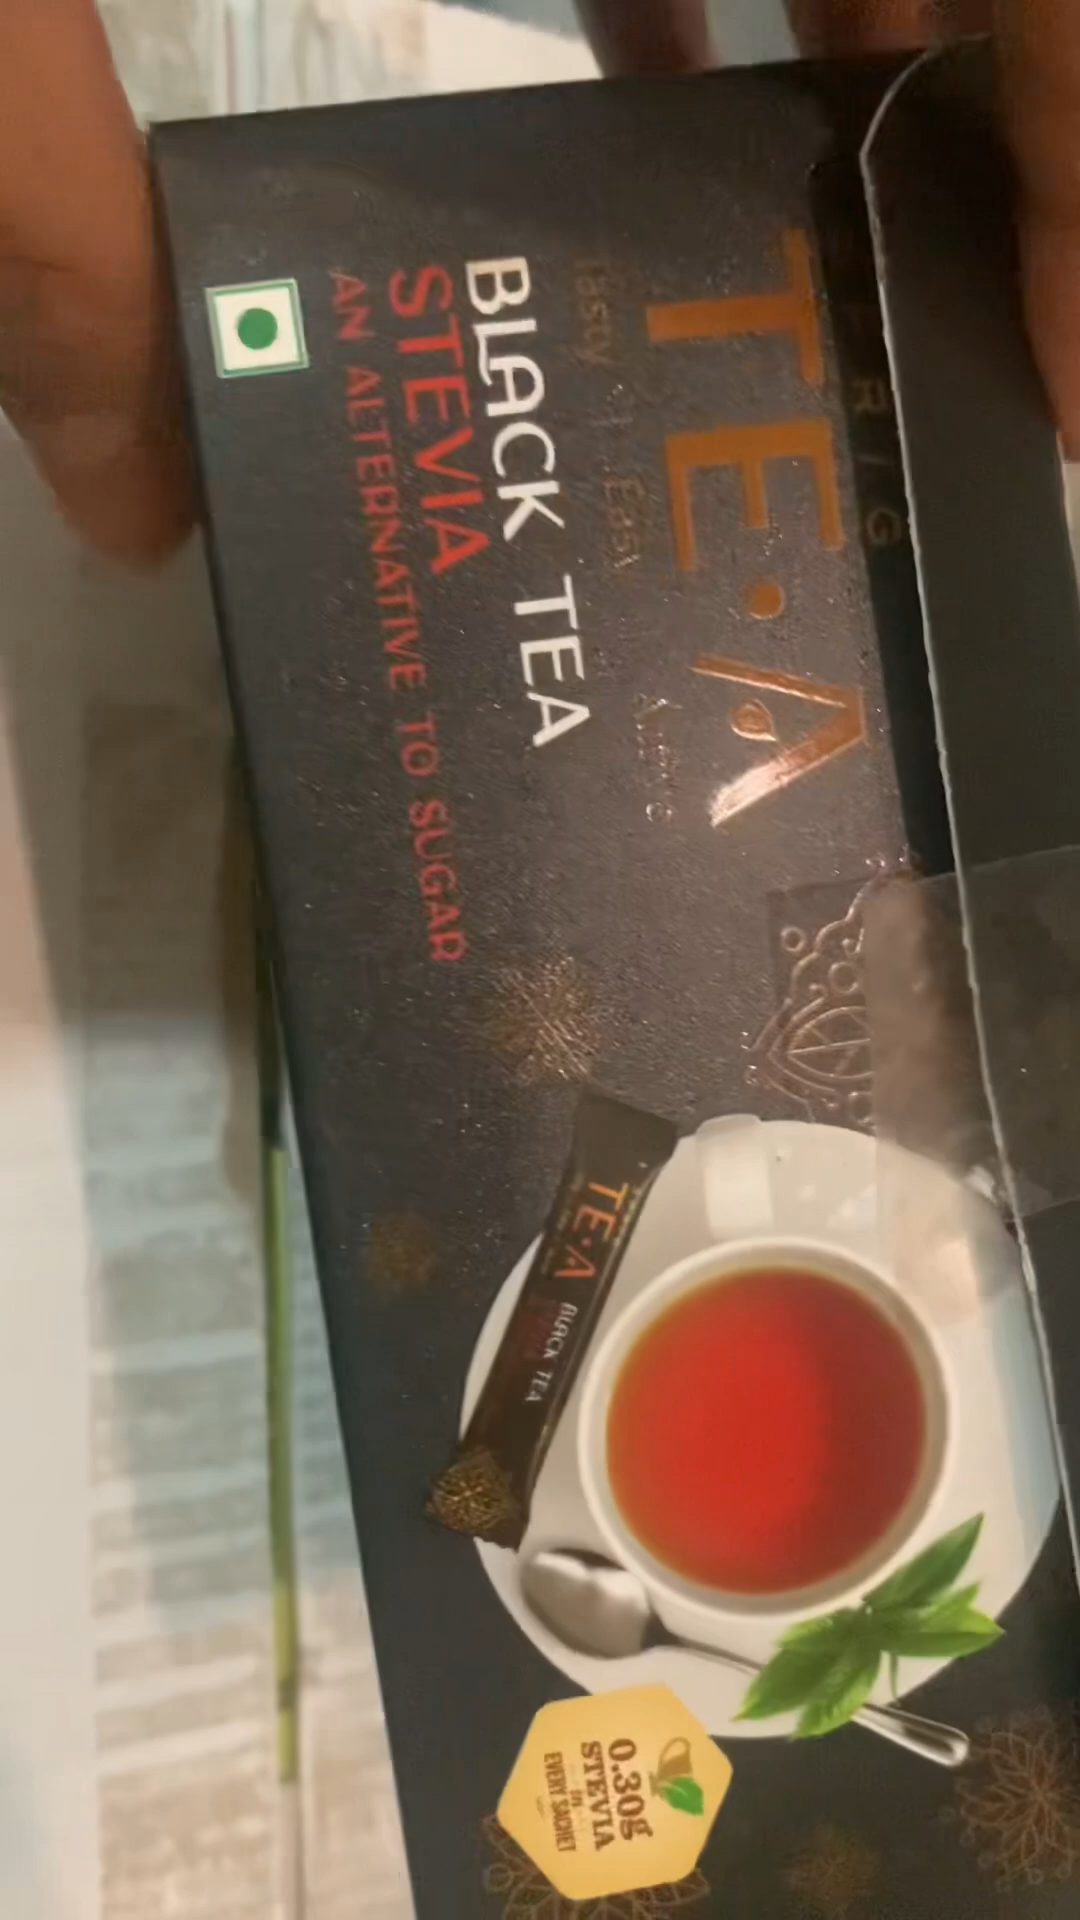 TE•A
Tasty | Easy
BLACK TEA
STEVIA
AN ALTERNATIVE TO SUGAR
TE•A
BLACK TEA
0.30g
STEVIA
in
EVERY SACHET